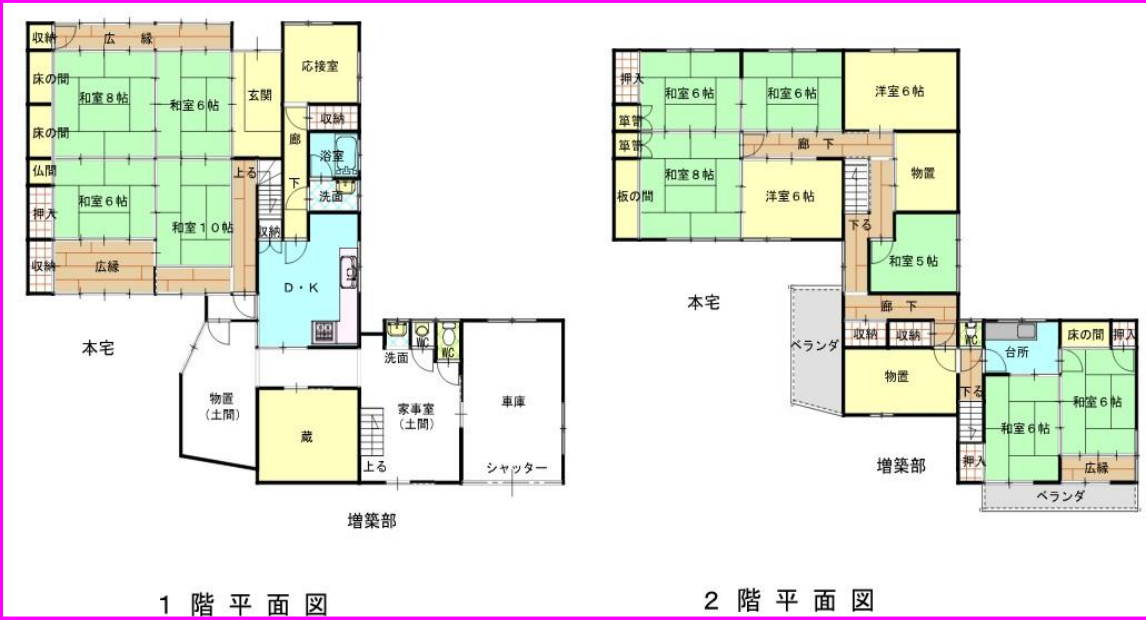 収納
広縁
床の間
和室８帖
和室６帖
玄関
応接室
収納
床の間
廊下
浴室
仏間
上る
洗面
押入
和室６帖
和室１０帖
収納
収納
広縁
Ｄ・Ｋ
本宅
洗面
WC
WC
物置
（土間）
家事室
（土間）
車庫
蔵
上る
シャッター
増築部
１階平面図
押入
和室６帖
和室６帖
洋室６帖
箪笥
箪笥
廊下
和室８帖
洋室６帖
物置
板の間
下る
和室５帖
本宅
廊下
ベランダ
収納
収納
WC
台所
床の間
押入
物置
下る
和室６帖
和室６帖
増築部
押入
広縁
ベランダ
２階平面図